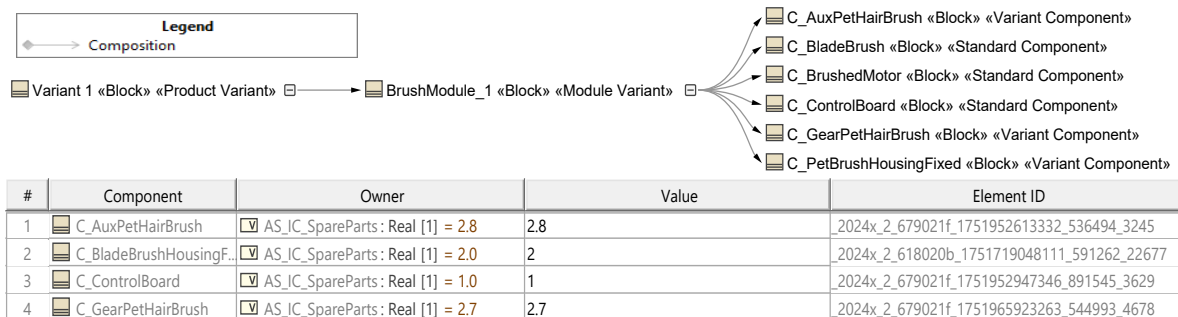 Legend
Composition
Variant 1 «Block» «Product Variant»
BrushModule_1 «Block» «Module Variant»
C_AuxPetHairBrush «Block» «Variant Component»
C_BladeBrush «Block» «Standard Component»
C_BrushedMotor «Block» «Standard Component»
C_ControlBoard «Block» «Standard Component»
C_GearPetHairBrush «Block» «Variant Component»
C_PetBrushHousingFixed «Block» «Variant Component»
# Component Owner Value Element ID
1 C_AuxPetHairBrush V AS_IC_SpareParts : Real [1] = 2.8 2.8 _2024x_2_679021f_1751952613332_536494_3245
2 C_BladeBrushHousingF... V AS_IC_SpareParts : Real [1] = 2.0 2 _2024x_2_618020b_1751719048111_591262_22677
3 C_ControlBoard V AS_IC_SpareParts : Real [1] = 1.0 1 _2024x_2_679021f_1751952947346_891545_3629
4 C_GearPetHairBrush V AS_IC_SpareParts : Real [1] = 2.7 2.7 _2024x_2_679021f_1751965923263_544993_4678